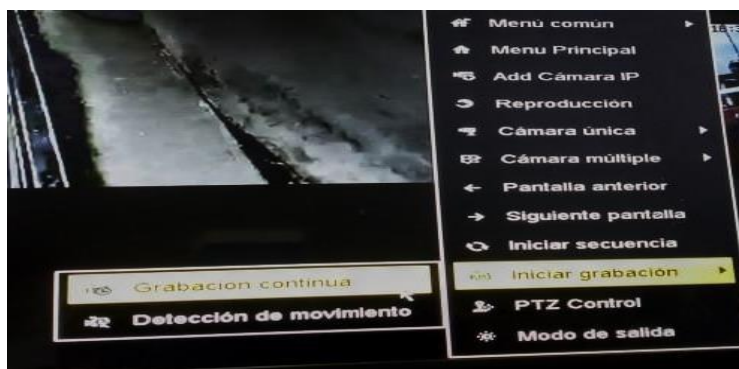 Menú común
Menu Principal
Add Cámara IP
Reproducción
Cámara única
Cámara múltiple
Pantalla anterior
Siguiente pantalla
Iniciar secuencia
Iniciar grabación
PTZ Control
Modo de salida
Grabación continua
Detección de movimiento